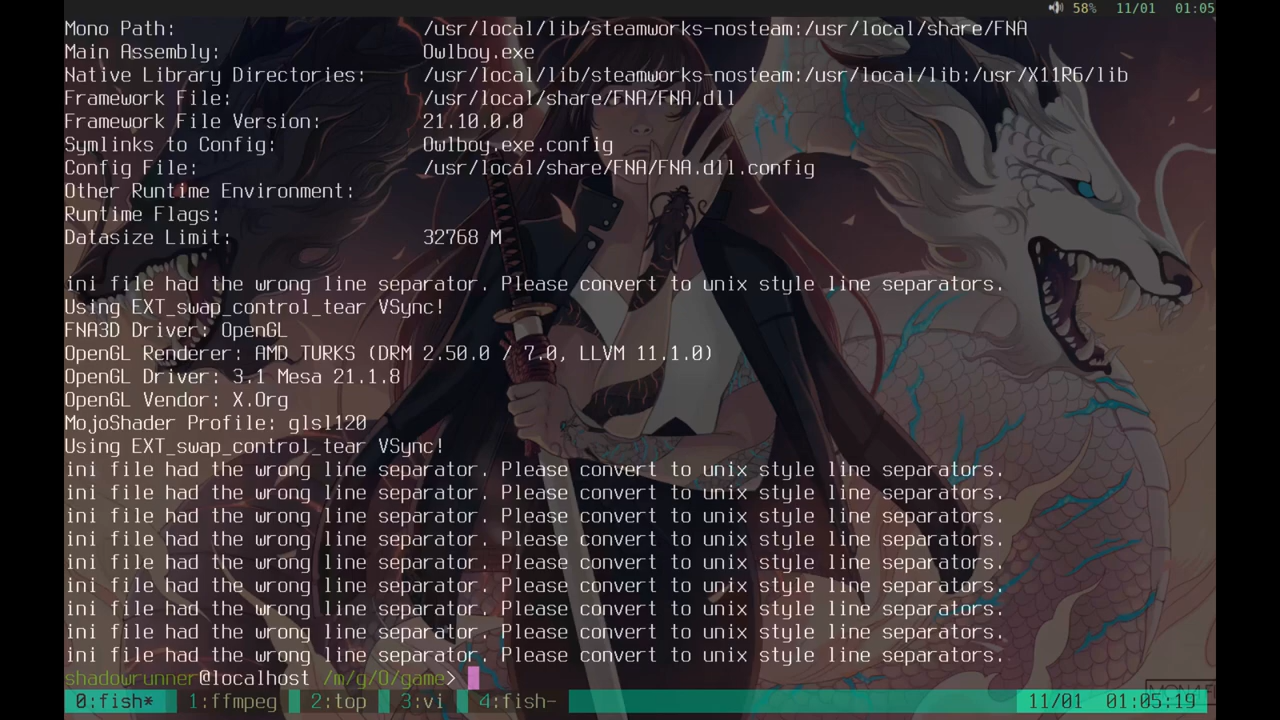 58% 11/01 01:05
Mono Path: /usr/local/lib/steamworks-nosteam:/usr/local/share/FNA
Main Assembly: Owlboy.exe
Native Library Directories: /usr/local/lib/steamworks-nosteam:/usr/local/lib:/usr/X11R6/lib
Framework File: /usr/local/share/FNA/FNA.dll
Framework File Version: 21.10.0.0
Symlinks to Config: Owlboy.exe.config
Config File: /usr/local/share/FNA/FNA.dll.config
Other Runtime Environment:
Runtime Flags:
Datasize Limit: 32768 M
ini file had the wrong line separator. Please convert to unix style line separators.
Using EXT_swap_control_tear VSync!
FNA3D Driver: OpenGL
OpenGL Renderer: AMD TURKS (DRM 2.50.0 / 7.0, LLVM 11.1.0)
OpenGL Driver: 3.1 Mesa 21.1.8
OpenGL Vendor: X.Org
MojoShader Profile: glsl120
Using EXT_swap_control_tear VSync!
ini file had the wrong line separator. Please convert to unix style line separators.
ini file had the wrong line separator. Please convert to unix style line separators.
ini file had the wrong line separator. Please convert to unix style line separators.
ini file had the wrong line separator. Please convert to unix style line separators.
ini file had the wrong line separator. Please convert to unix style line separators.
ini file had the wrong line separator. Please convert to unix style line separators.
ini file had the wrong line separator. Please convert to unix style line separators.
ini file had the wrong line separator. Please convert to unix style line separators.
ini file had the wrong line separator. Please convert to unix style line separators.
shadowrunner@localhost /m/g/O/game>
0:fish* 1:ffmpeg 2:top 3:vi 4:fish- 11/01 01:05:19